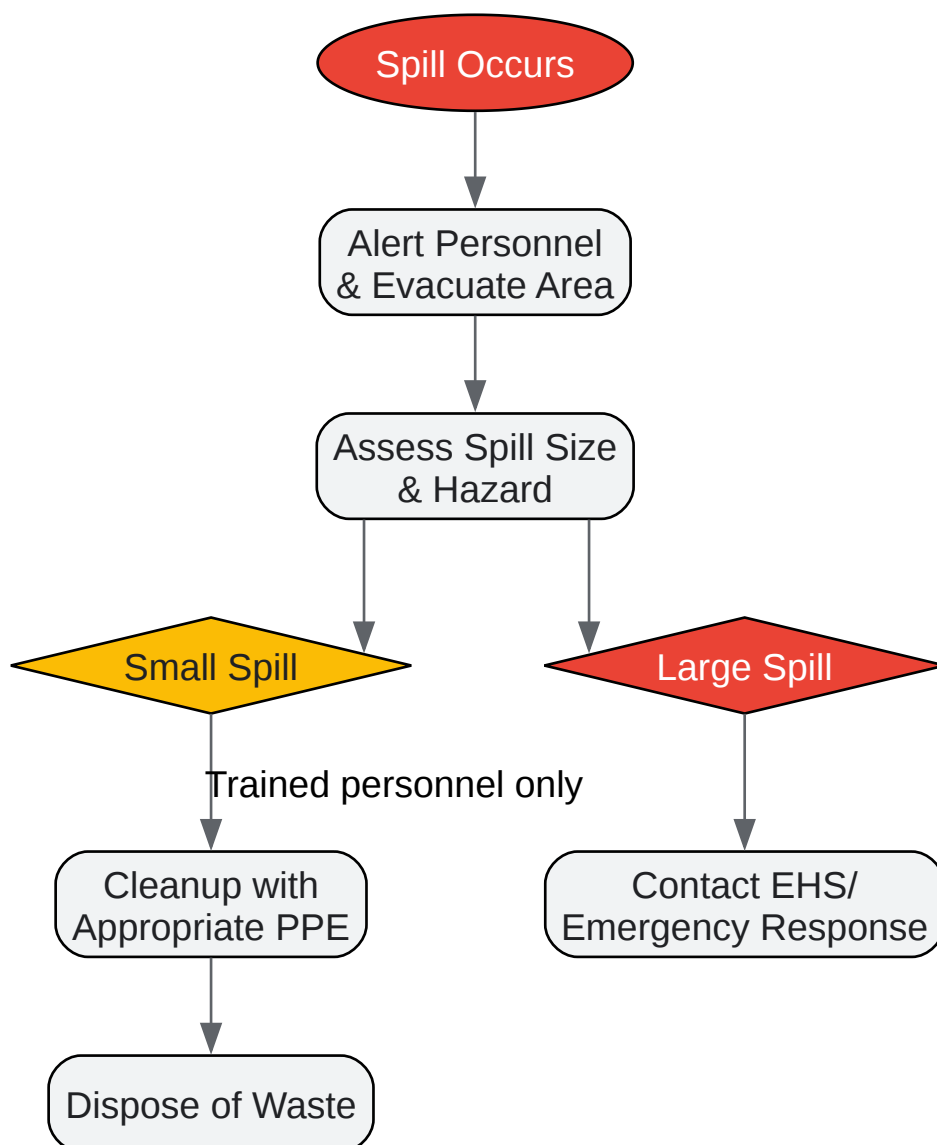 Spill Occurs
Alert Personnel
& Evacuate Area
Assess Spill Size
& Hazard
Small Spill
Large Spill
Trained personnel only
Cleanup with
Appropriate PPE
Contact EHS/
Emergency Response
Dispose of Waste